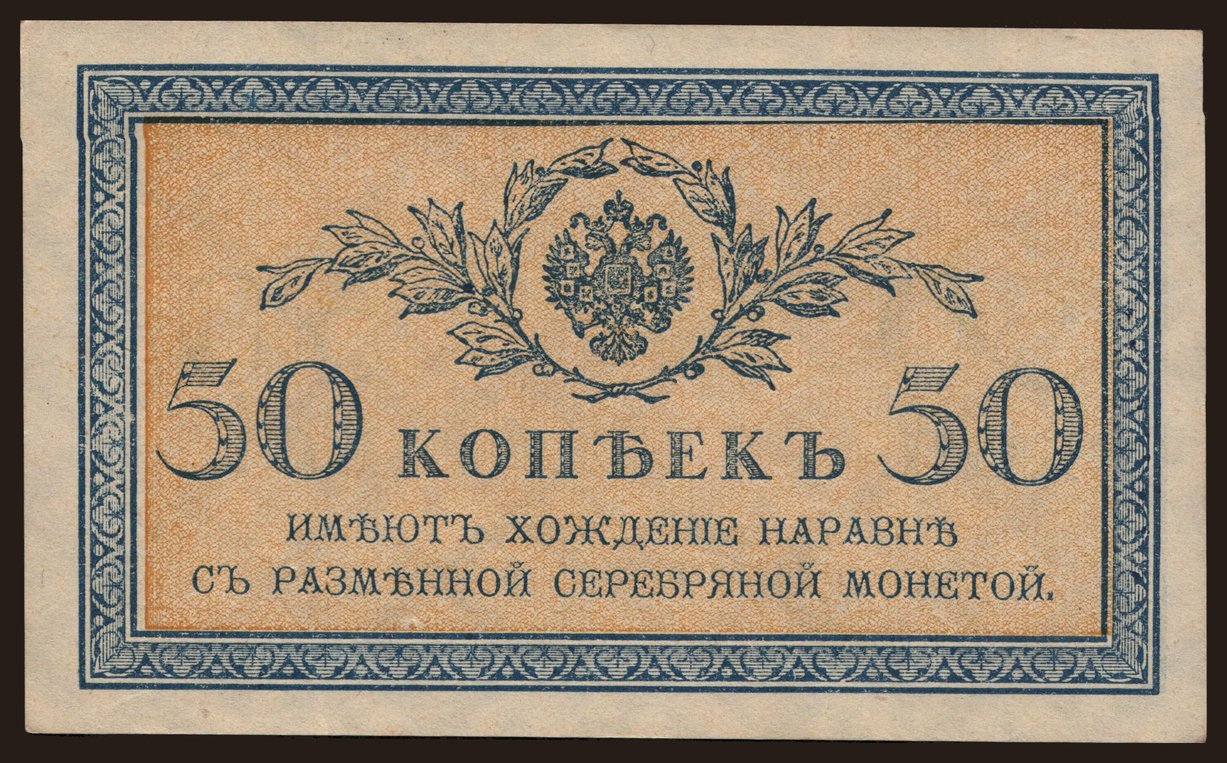 50 КОПѢЕКЪ 50
ИМѢЮТЪ ХОЖДЕНІЕ НАРАВНѢ
СЪ РАЗМѢННОЙ СЕРЕБРЯНОЙ МОНЕТОЙ.